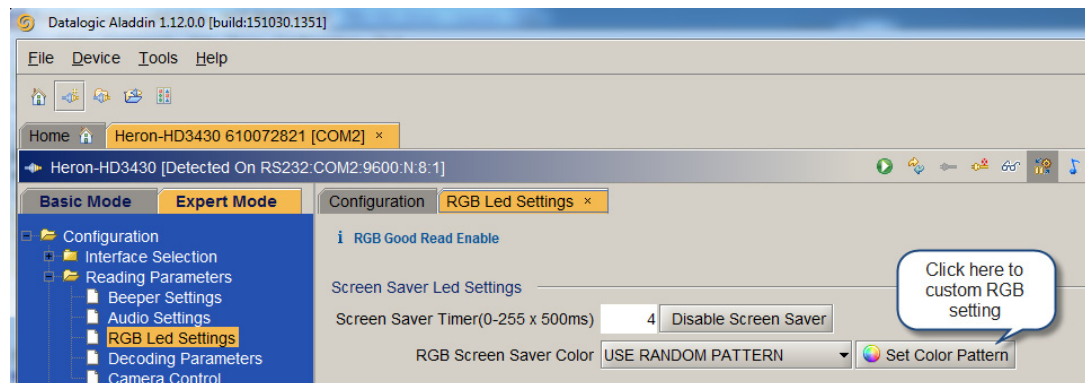 Datalogic Aladdin 1.12.0.0 [build:151030.1351]
File Device Tools Help
Home Heron-HD3430 610072821 [COM2] ×
Heron-HD3430 [Detected On RS232:COM2:9600:N:8:1]
Basic Mode Expert Mode
Configuration RGB Led Settings ×
Configuration
Interface Selection
Reading Parameters
Beeper Settings
Audio Settings
RGB Led Settings
Decoding Parameters
Camera Control
i RGB Good Read Enable
Screen Saver Led Settings
Screen Saver Timer(0-255 x 500ms) 4 Disable Screen Saver
RGB Screen Saver Color USE RANDOM PATTERN Set Color Pattern
Click here to
custom RGB
setting